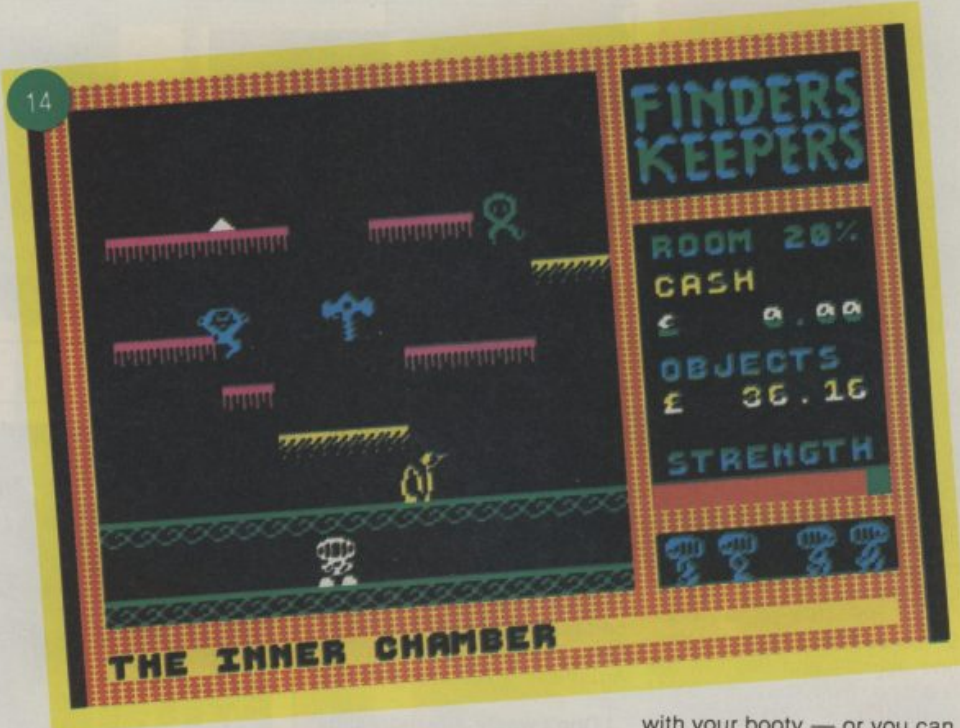 14
FINDERS
KEEPERS
ROOM 20%
CASH
£ 0.00
OBJECTS
£ 36.16
STRENGTH
THE INNER CHAMBER
with your booty — or you can